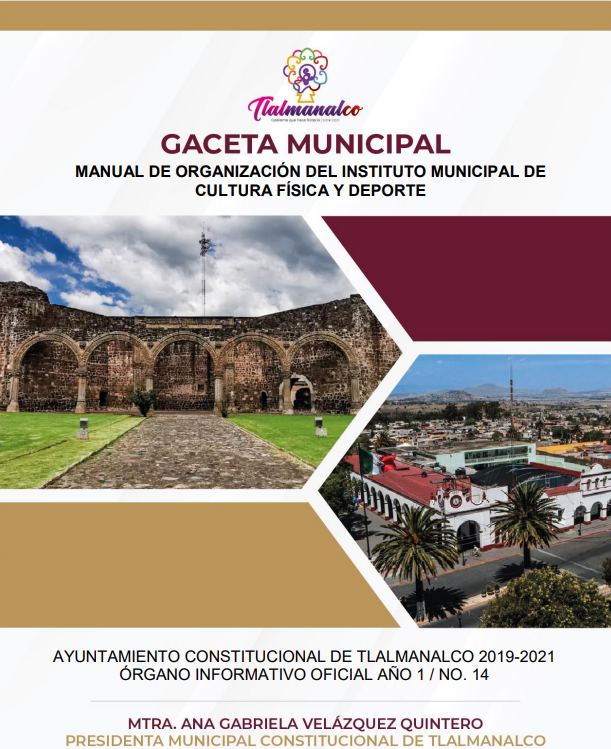 Tlalmanalco
GACETA MUNICIPAL
MANUAL DE ORGANIZACIÓN DEL INSTITUTO MUNICIPAL DE
CULTURA FÍSICA Y DEPORTE
AYUNTAMIENTO CONSTITUCIONAL DE TLALMANALCO 2019-2021
ÓRGANO INFORMATIVO OFICIAL AÑO 1 / NO. 14
MTRA. ANA GABRIELA VELÁZQUEZ QUINTERO
PRESIDENTA MUNICIPAL CONSTITUCIONAL DE TLALMANALCO